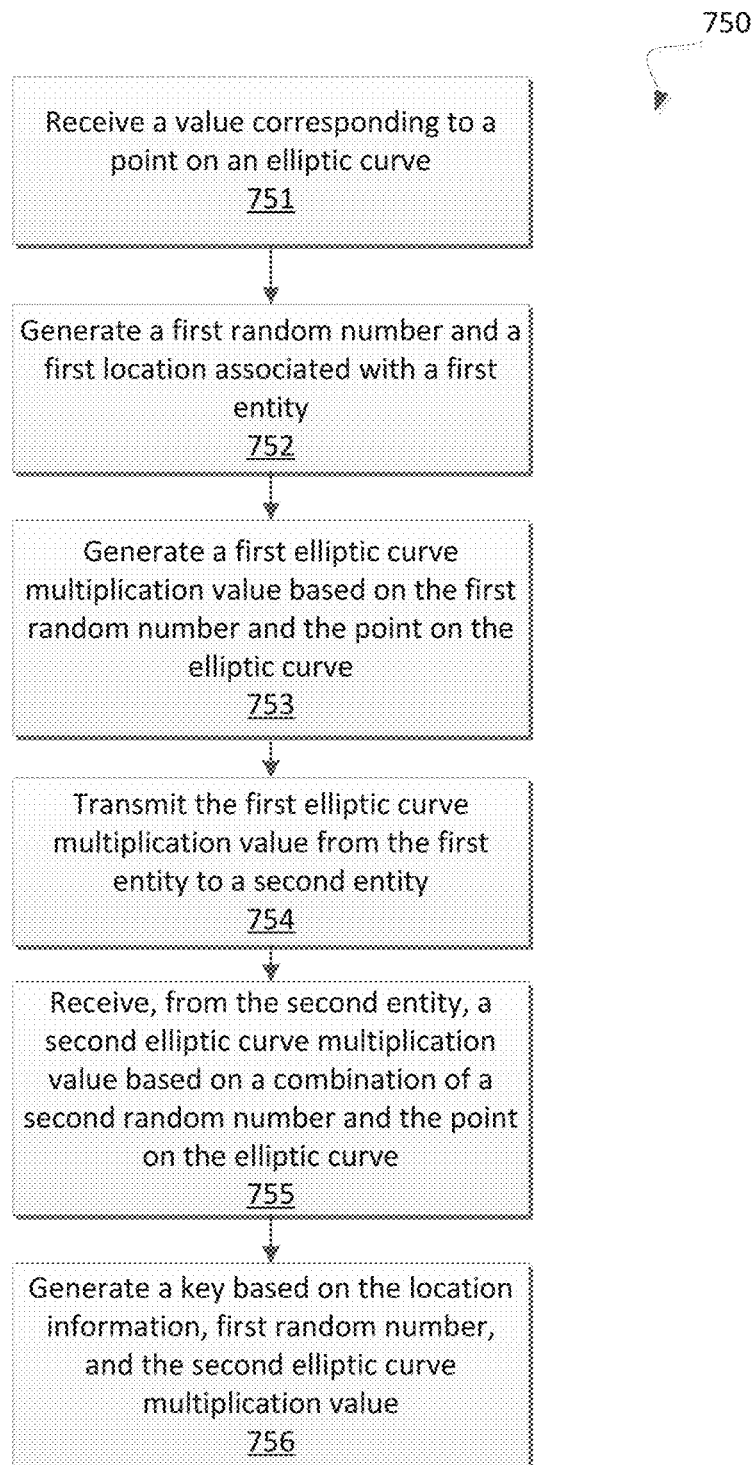 750
Receive a value corresponding to a
point on an elliptic curve
751
Generate a first random number and a
first location associated with a first
entity
752
Generate a first elliptic curve
multiplication value based on the first
random number and the point on the
elliptic curve
753
Transmit the first elliptic curve
multiplication value from the first
entity to a second entity
754
Receive, from the second entity, a
second elliptic curve multiplication
value based on a combination of a
second random number and the point
on the elliptic curve
755
Generate a key based on the location
information, first random number,
and the second elliptic curve
multiplication value
756